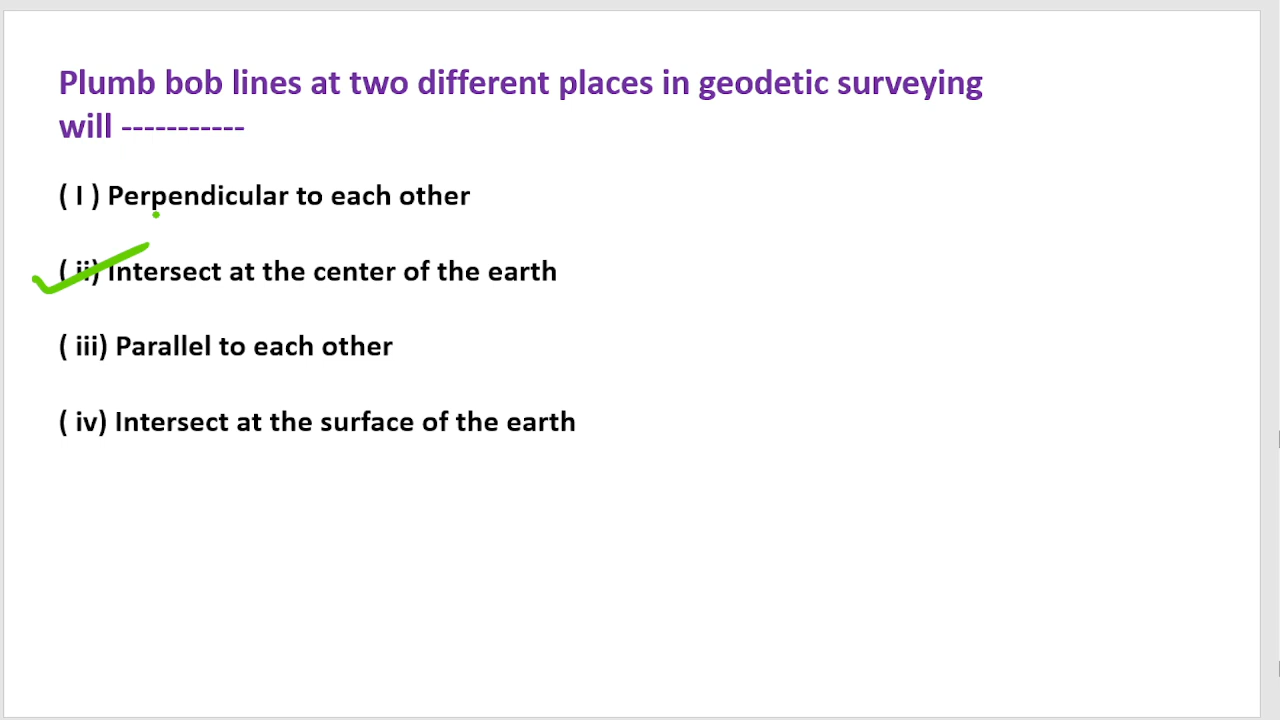 Plumb bob lines at two different places in geodetic surveying
will -----------
( I ) Perpendicular to each other
( ii) Intersect at the center of the earth
( iii) Parallel to each other
( iv) Intersect at the surface of the earth